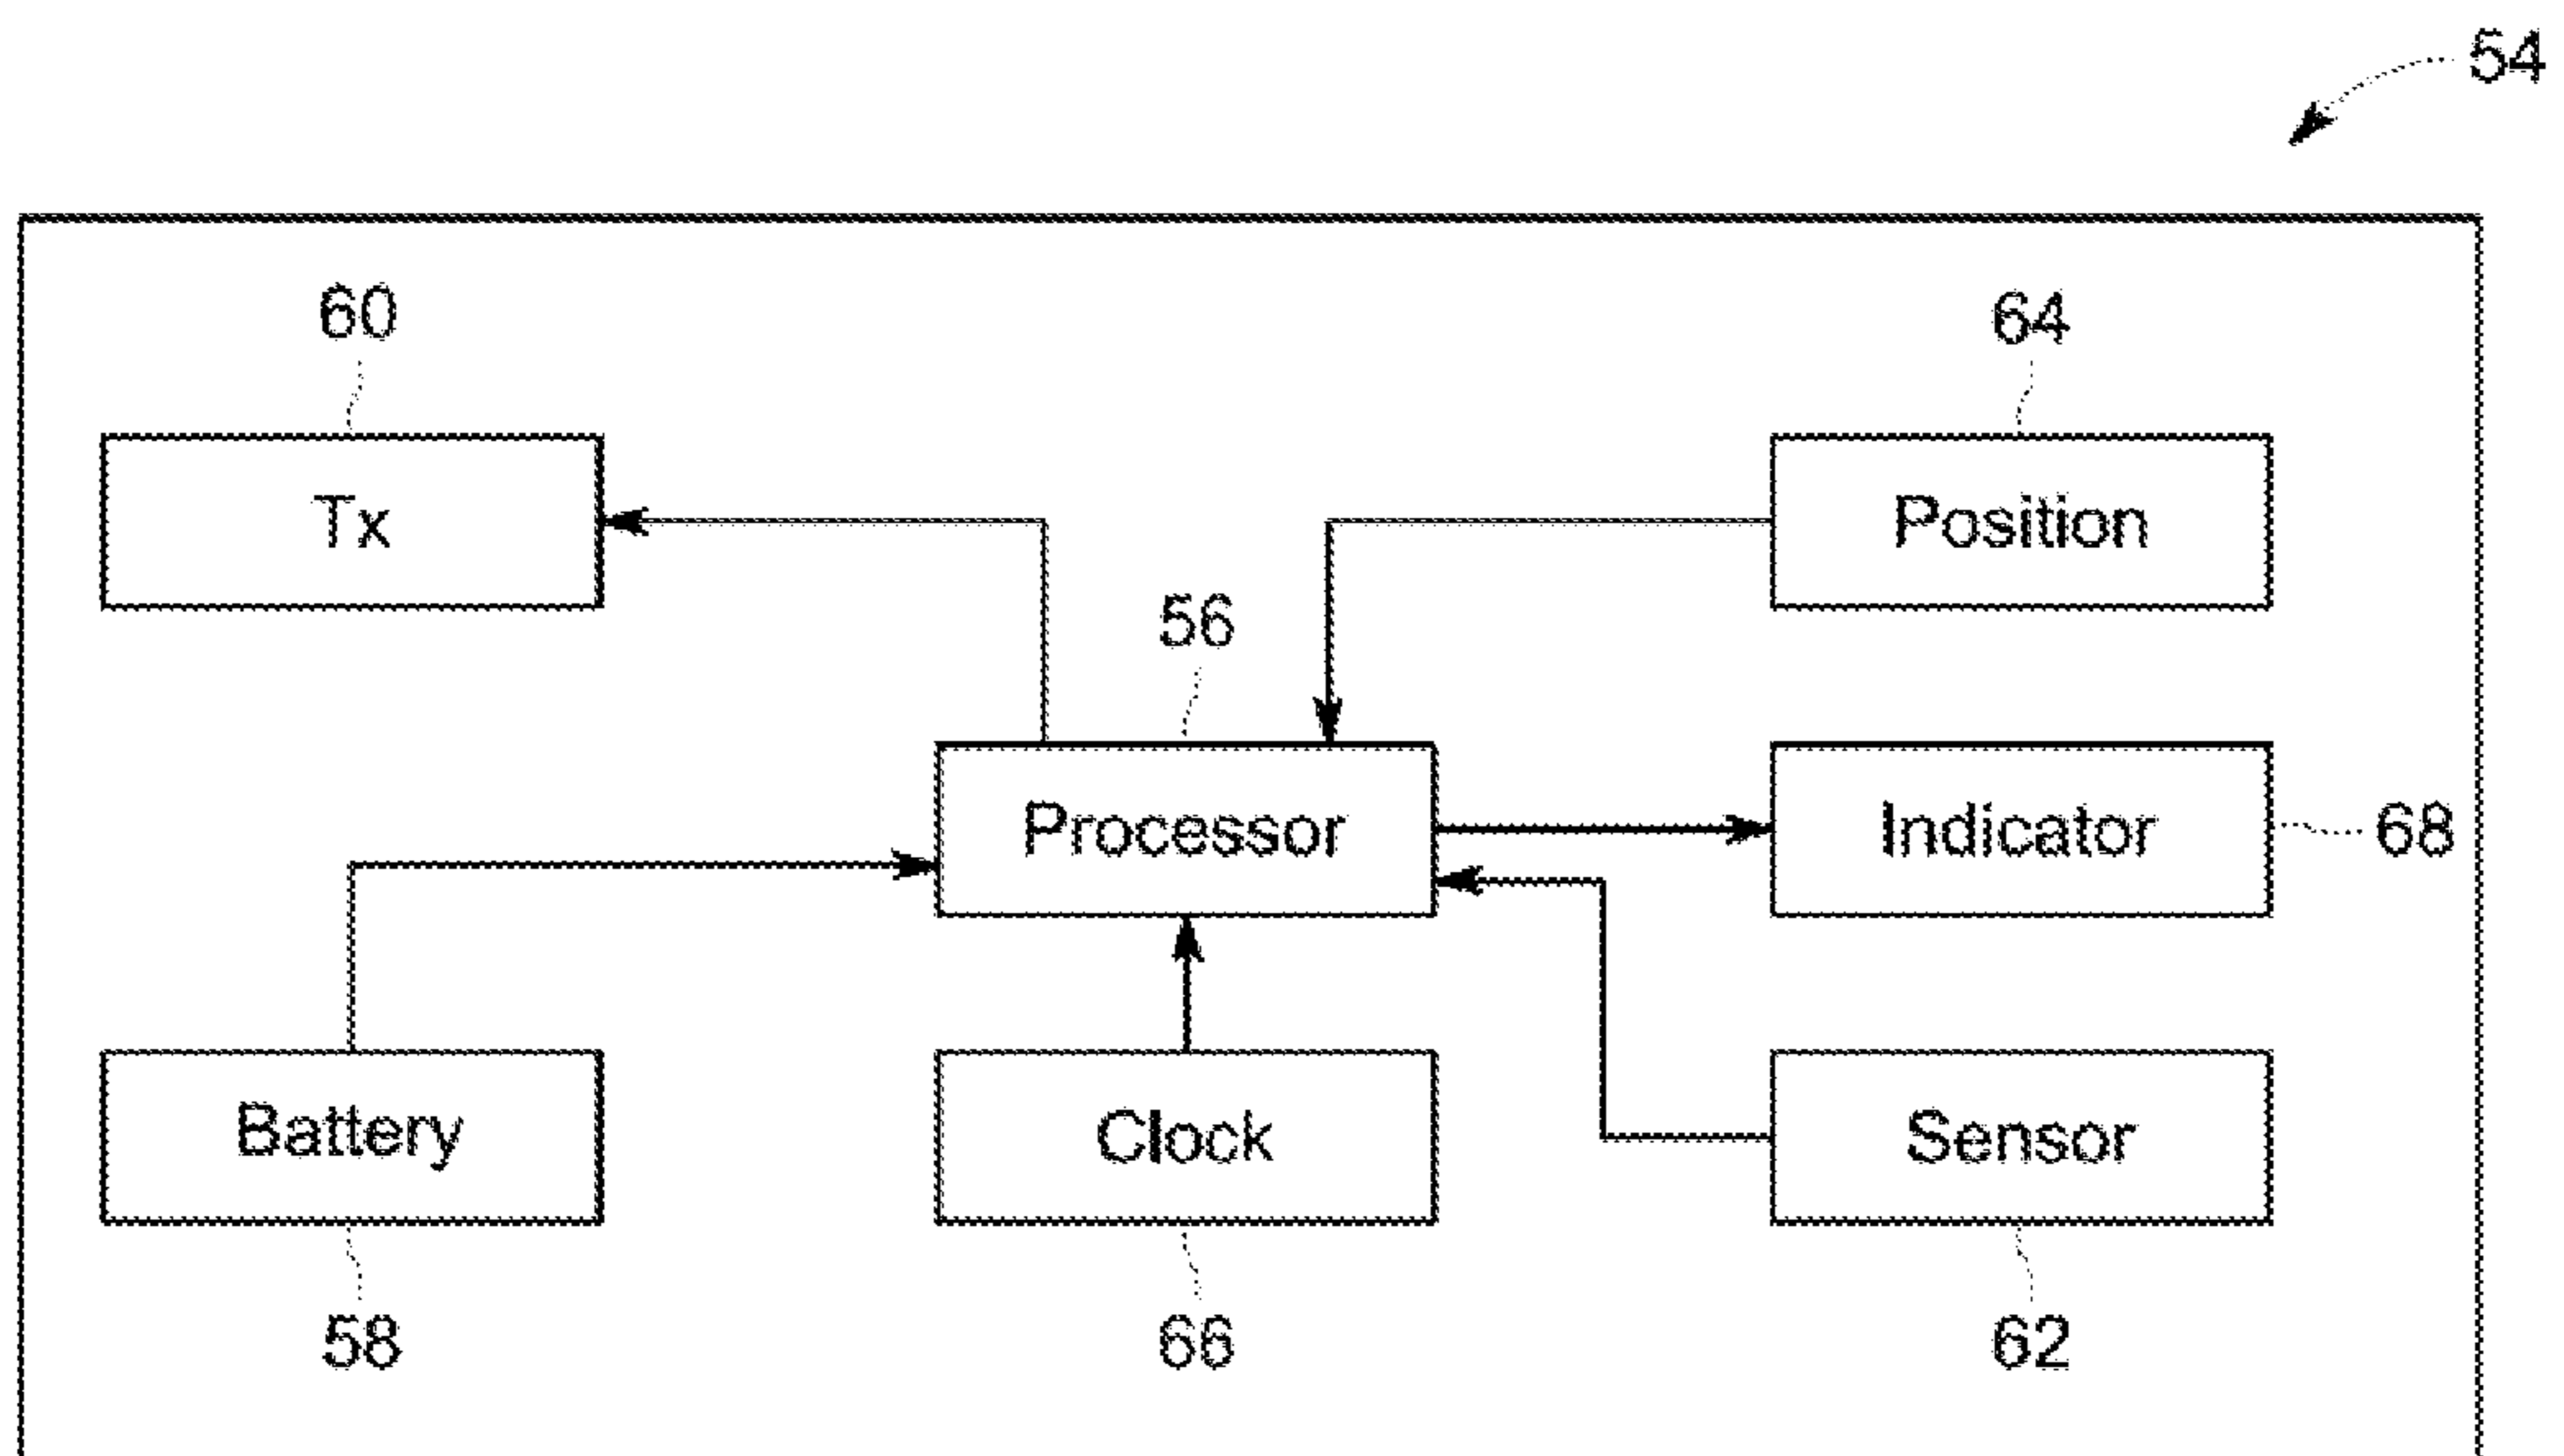 54
60
64
Tx
Position
56
Processor
Indicator
68
Battery
Clock
Sensor
58
66
62